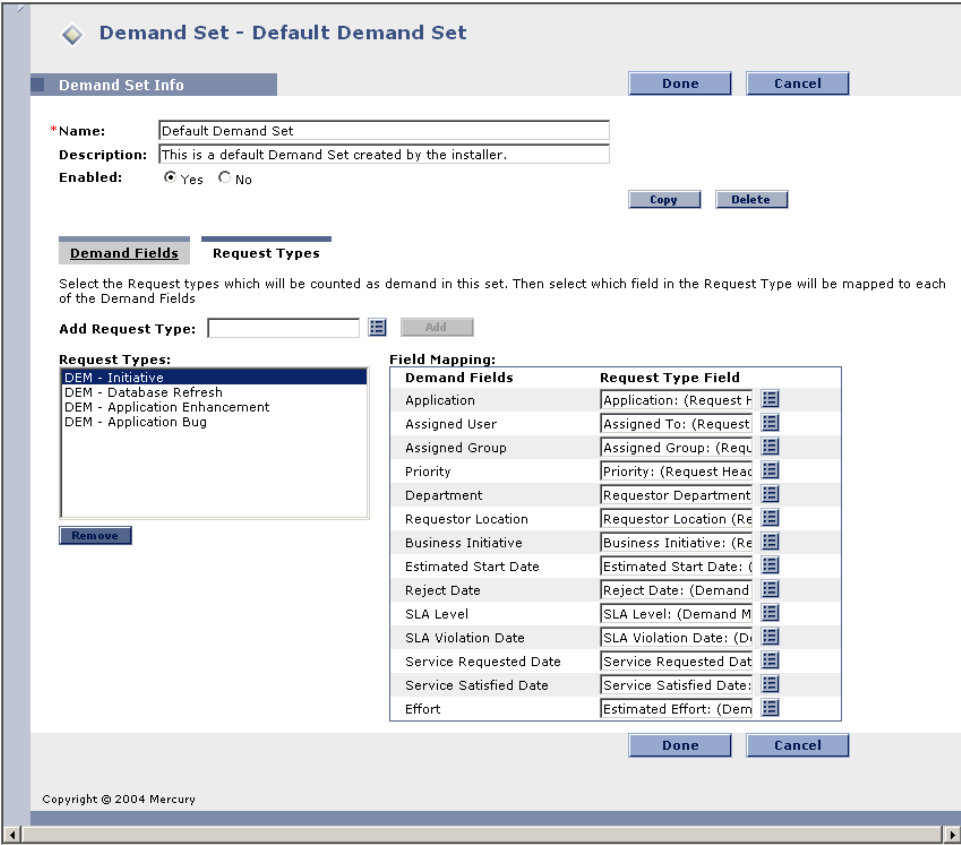 Demand Set - Default Demand Set
Demand Set Info
Done
Cancel
*Name:
Default Demand Set
Description:
This is a default Demand Set created by the installer.
Enabled:
Yes
No
Copy
Delete
Demand Fields
Request Types
Select the Request types which will be counted as demand in this set. Then select which field in the Request Type will be mapped to each
of the Demand Fields
Add Request Type:
Add
Request Types:
DEM - Initiative
DEM - Database Refresh
DEM - Application Enhancement
DEM - Application Bug
Remove
Field Mapping:
Demand Fields Request Type Field
Application Application: (Request H
Assigned User Assigned To: (Request
Assigned Group Assigned Group: (Requ
Priority Priority: (Request Head
Department Requestor Department
Requestor Location Requestor Location (Re
Business Initiative Business Initiative: (Re
Estimated Start Date Estimated Start Date: (
Reject Date Reject Date: (Demand
SLA Level SLA Level: (Demand M
SLA Violation Date SLA Violation Date: (De
Service Requested Date Service Requested Dat
Service Satisfied Date Service Satisfied Date:
Effort Estimated Effort: (Dem
Done
Cancel
Copyright © 2004 Mercury